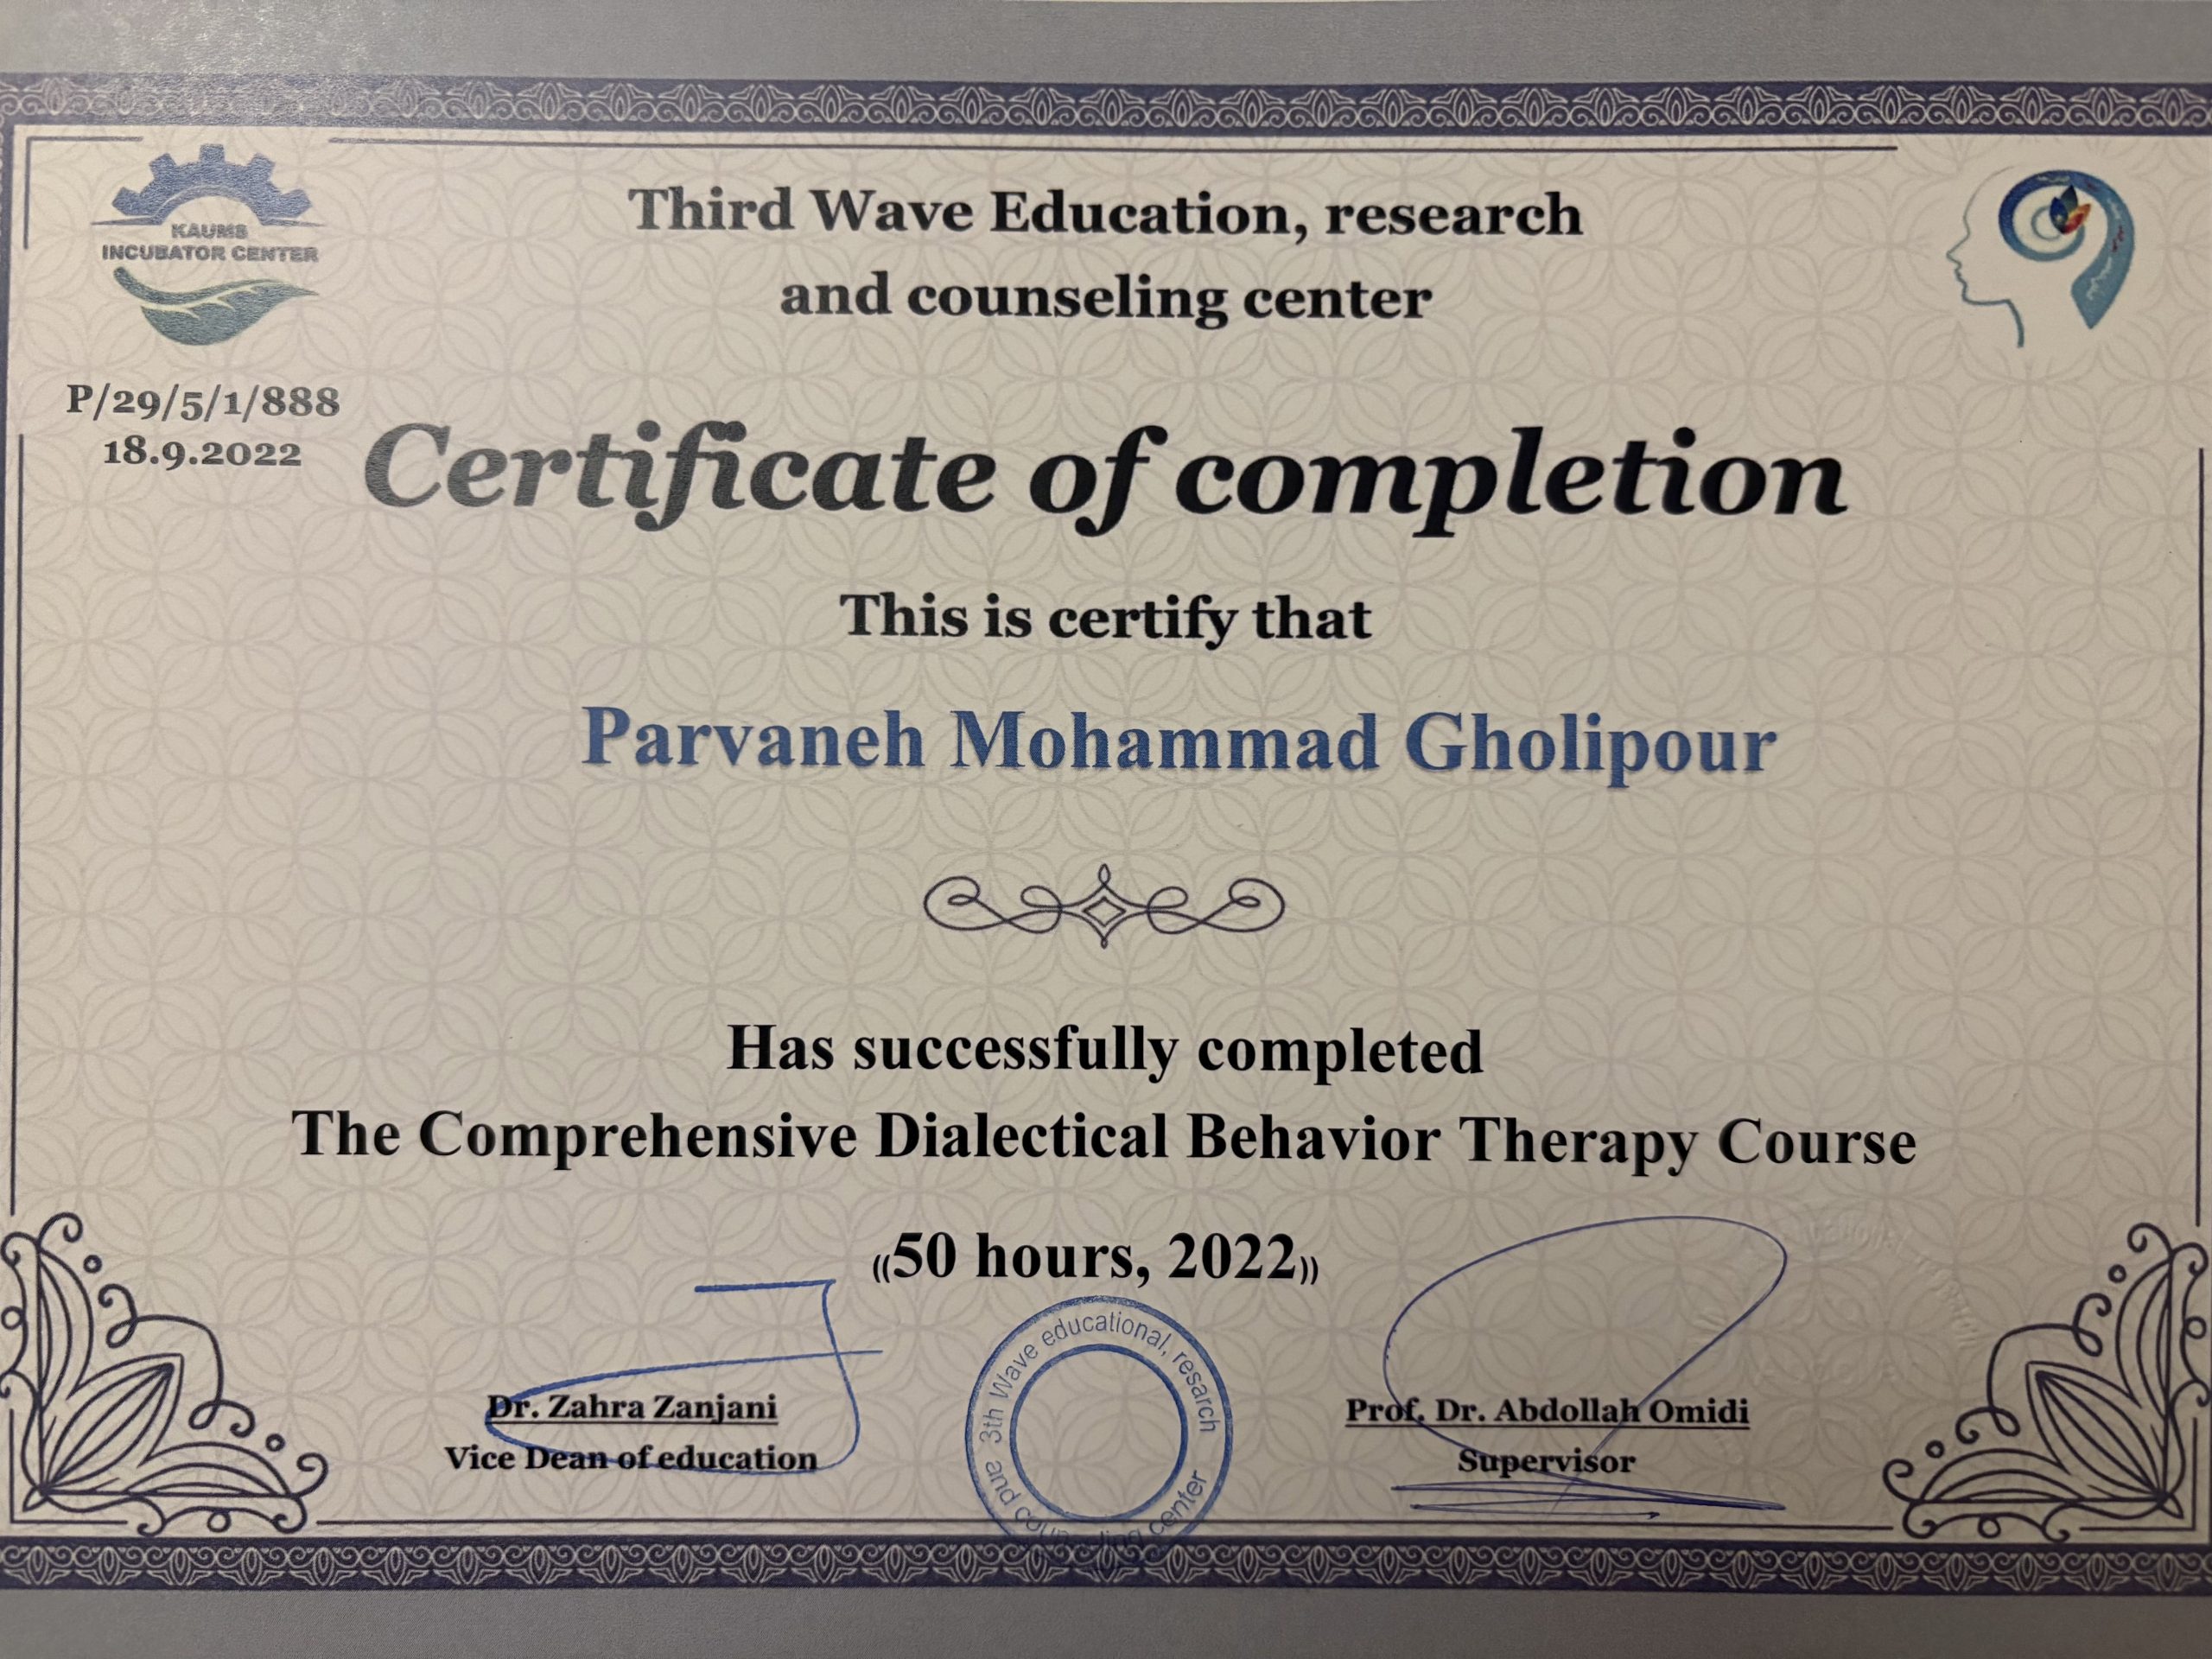 KAUMS
INCUBATOR CENTER
P/29/5/1/888
18.9.2022
Third Wave Education, research
and counseling center
Certificate of completion
This is certify that
Parvaneh Mohammad Gholipour
Has successfully completed
The Comprehensive Dialectical Behavior Therapy Course
((50 hours, 2022))
Dr. Zahra Zanjani
Vice Dean of education
3th Wave educational, resarch
and counseling center
Prof. Dr. Abdollah Omidi
Supervisor